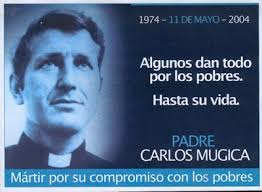 1974 - 11 DE MAYO - 2004
Algunos dan todo
por los pobres.
Hasta su vida.
PADRE
CARLOS MUGICA
Mártir por su compromiso con los pobres